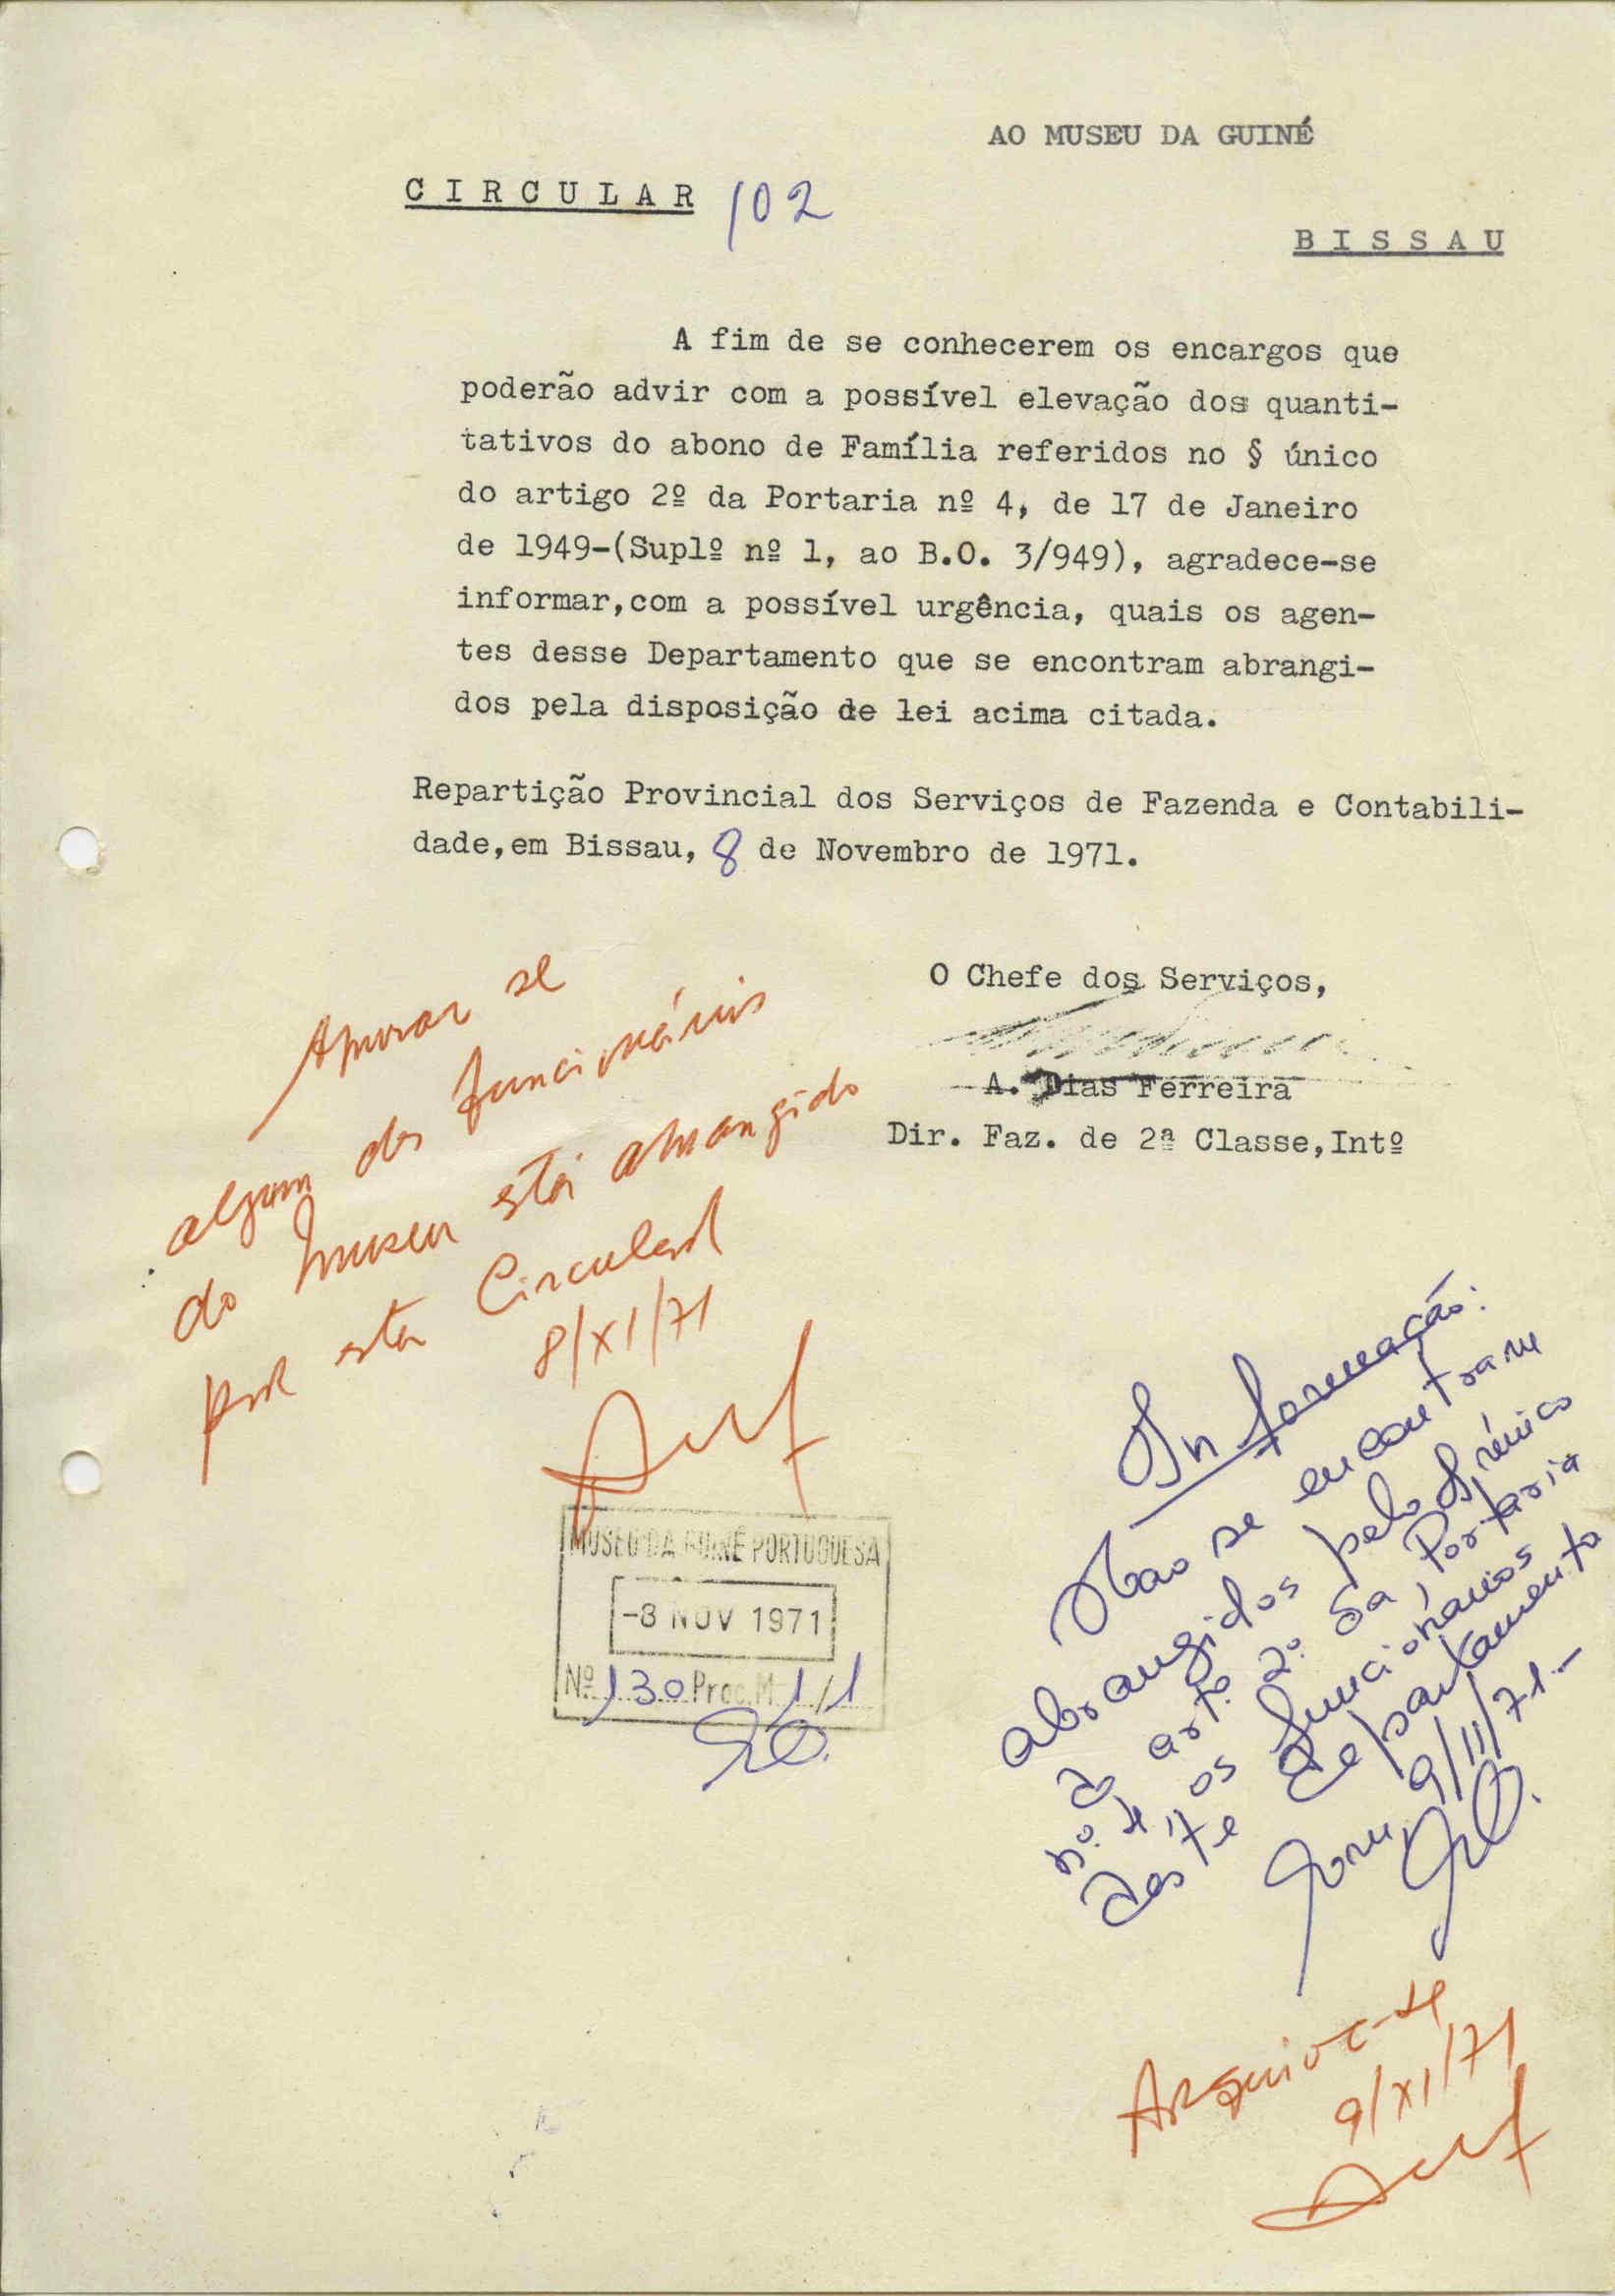 AO MUSEU DA GUINÉ
CIRCULAR 102
BISSAU
A fim de se conhecerem os encargos que
poderão advir com a possível elevação dos quanti-
tativos do abono de Família referidos no § único
do artigo 2º da Portaria nº 4, de 17 de Janeiro
de 1949-(Suplº nº 1, ao B.O. 3/949), agradece-se
informar,com a possível urgência, quais os agen-
tes desse Departamento que se encontram abrangi-
dos pela disposição de lei acima citada.
Repartição Provincial dos Serviços de Fazenda e Contabili-
dade,em Bissau, 8 de Novembro de 1971.
O Chefe dos Serviços,
A. Dias Ferreira
Dir. Faz. de 2ª Classe,Intº
Apurar se
algum dos funcionários
do Museu está abrangido
por esta Circular
8/XI/71
MUSEU DA GUINÉ PORTUGUESA
-8 NOV 1971
Nº 130 Proc. M 1/1
Informação:
Não se encontram
abrangidos pelo § único
do artº 2º da Portaria
nº 4, os funcionários
deste departamento
9/11/71-
Arquive-se
9/XI/71